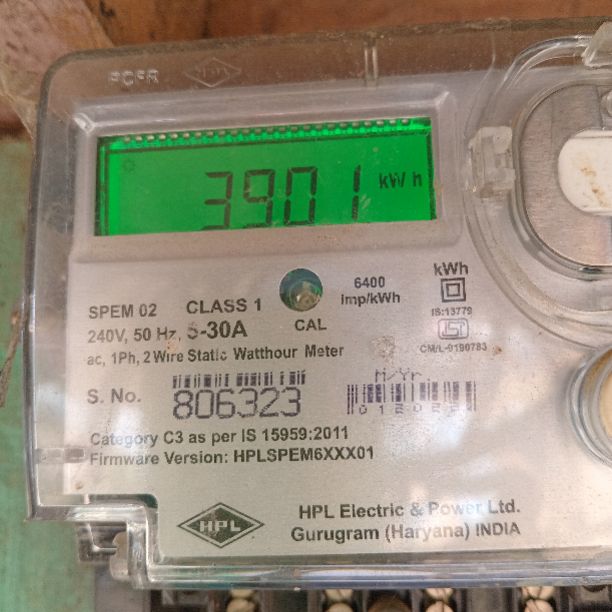 HPL
3901 kWh
SPEM 02 CLASS 1
6400
Imp/kWh
kWh
IS:13779
240V, 50 Hz, 5-30A
CAL
ISI
CM/L-9190783
ac, 1Ph, 2 Wire Static Watthour Meter
M/Yr
S. No. 806323
Category C3 as per IS 15959:2011
Firmware Version: HPLSPEM6XXX01
HPL
HPL Electric & Power Ltd.
Gurugram (Haryana) INDIA